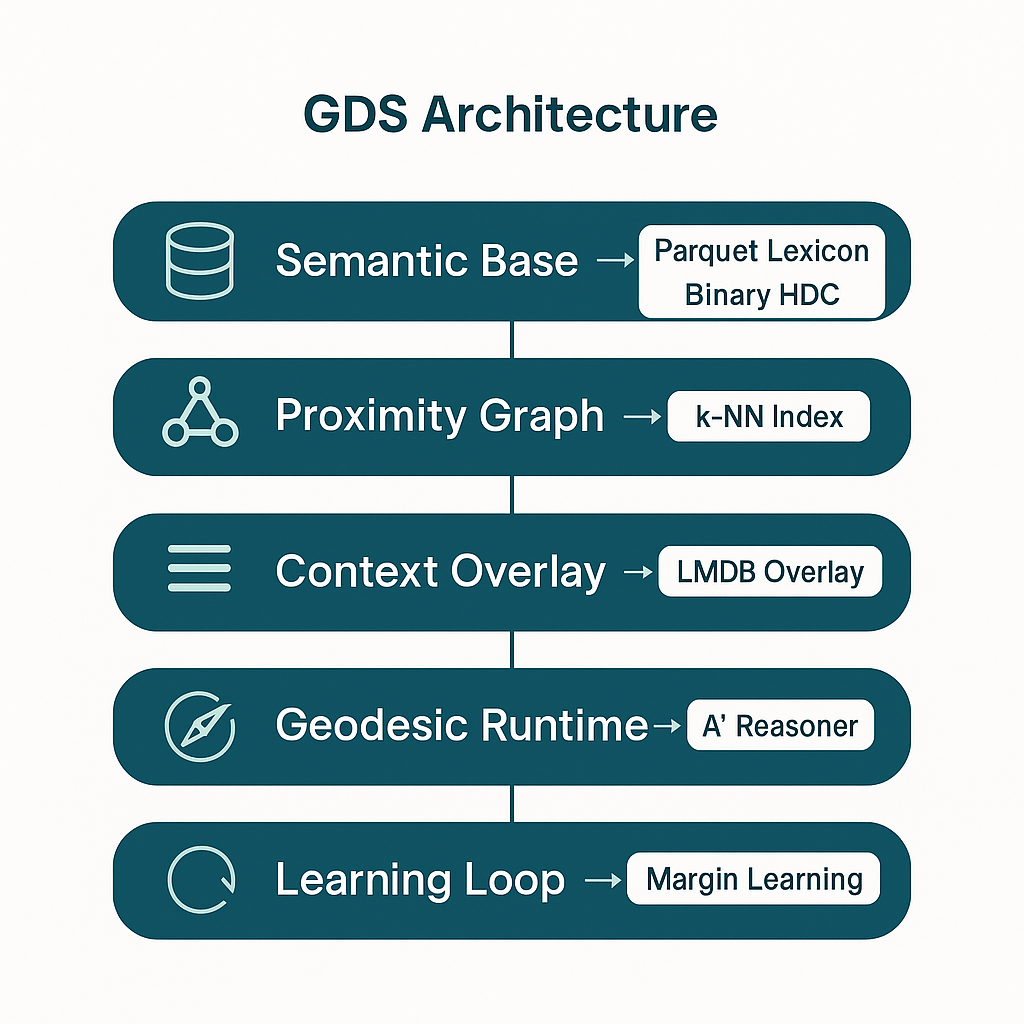 GDS Architecture
Semantic Base → Parquet Lexicon
Binary HDC
Proximity Graph → k-NN Index
Context Overlay → LMDB Overlay
Geodesic Runtime → A’ Reasoner
Learning Loop → Margin Learning